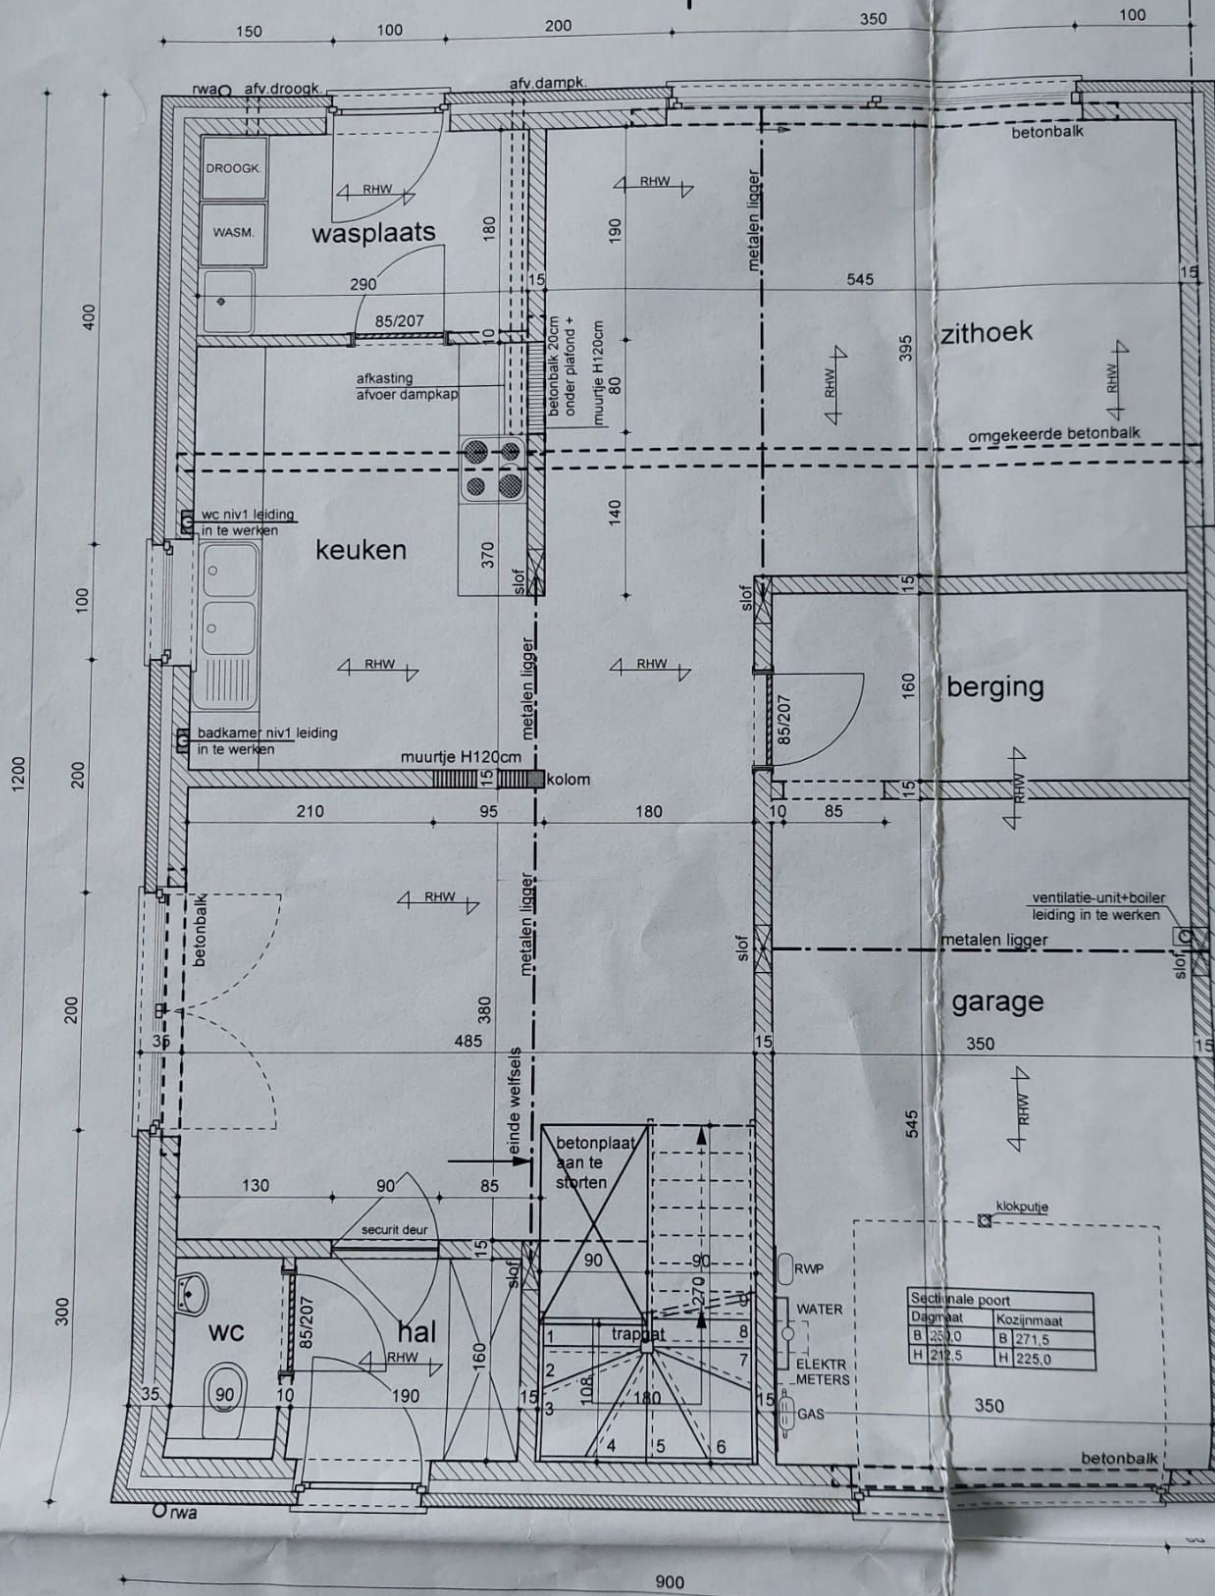 150
100
200
350
100
rwa
afv.droogk.
afv.dampk.
betonbalk
DROOGK.
RHW
RHW
metalen ligger
WASM.
wasplaats
180
190
400
290
15
545
15
85/207
10
betonbalk 20cm
onder plafond +
muurtje H120cm
80
395
zithoek
RHW
RHW
afkasting
afvoer dampkap
omgekeerde betonbalk
wc niv1 leiding
in te werken
140
keuken
370
slof
slof
15
100
RHW
RHW
metalen ligger
160
berging
85/207
badkamer niv1 leiding
in te werken
muurtje H120cm
15
kolom
1200
200
15
RHW
210
95
180
10
85
RHW
metalen ligger
betonbalk
slof
ventilatie-unit+boiler
leiding in te werken
metalen ligger
slof
garage
200
380
35
485
15
350
15
einde welfsels
545
RHW
betonplaat
aan te
storten
130
90
85
klokputje
securit deur
15
slof
90
90
270
RWP
Sectionale poort
Dagmaat
Kozijnmaat
B 250,0
B 271,5
H 212,5
H 225,0
300
wc
85/207
hal
RHW
160
trapgat
1
2
3
4
5
6
7
8
9
108
WATER
ELEKTR
METERS
GAS
35
90
10
190
15
180
15
350
betonbalk
rwa
900